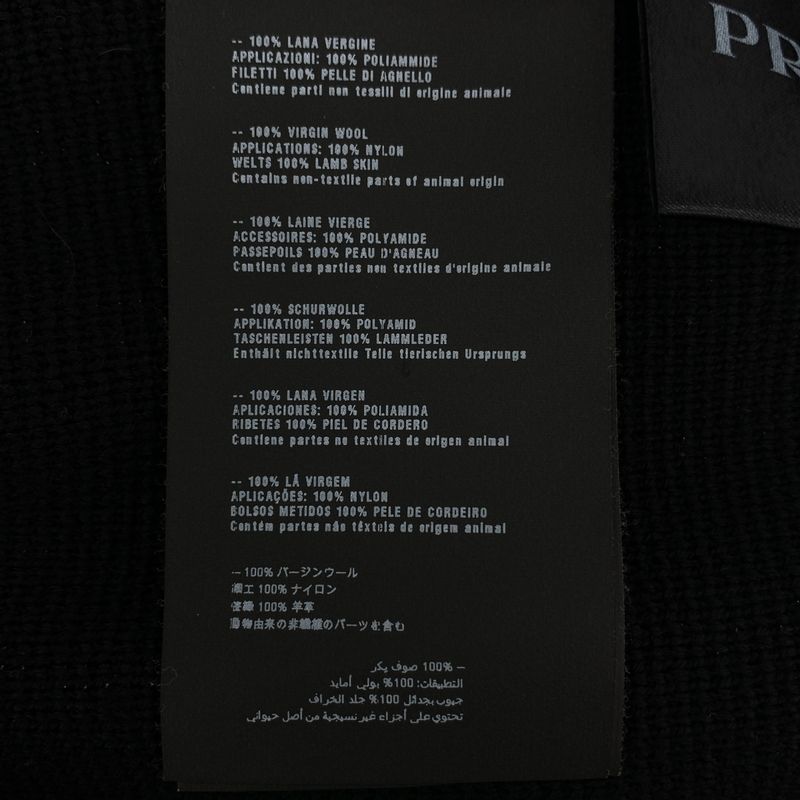 PR
-- 100% LANA VERGINE
APPLICAZIONI: 100% POLIAMMIDE
FILETTI 100% PELLE DI AGNELLO
Contiene parti non tessili di origine animale
-- 100% VIRGIN WOOL
APPLICATIONS: 100% NYLON
WELTS 100% LAMB SKIN
Contains non-textile parts of animal origin
-- 100% LAINE VIERGE
ACCESSOIRES: 100% POLYAMIDE
PASSEPOILS 100% PEAU D'AGNEAU
Contient des parties non textiles d'origine animale
-- 100% SCHURWOLLE
APPLIKATION: 100% POLYAMID
TASCHENLEISTEN 100% LAMMLEDER
Enthält nichttextile Teile tierischen Ursprungs
-- 100% LANA VIRGEN
APLICACIONES: 100% POLIAMIDA
RIBETES 100% PIEL DE CORDERO
Contiene partes no textiles de origen animal
-- 100% LÃ VIRGEM
APLICAÇÕES: 100% NYLON
BOLSOS METIDOS 100% PELE DE CORDEIRO
Contém partes não têxteis de origem animal
-- 100% バージンウール
細工 100% ナイロン
100% 羊革
動物由来の非繊維のパーツを含む
-- 100% صوف بكر
التطبيقات: 100% بولي أمايد
جيوب بجدائل 100% جلد الخراف
تحتوي على أجزاء غير نسيجية من أصل حيواني